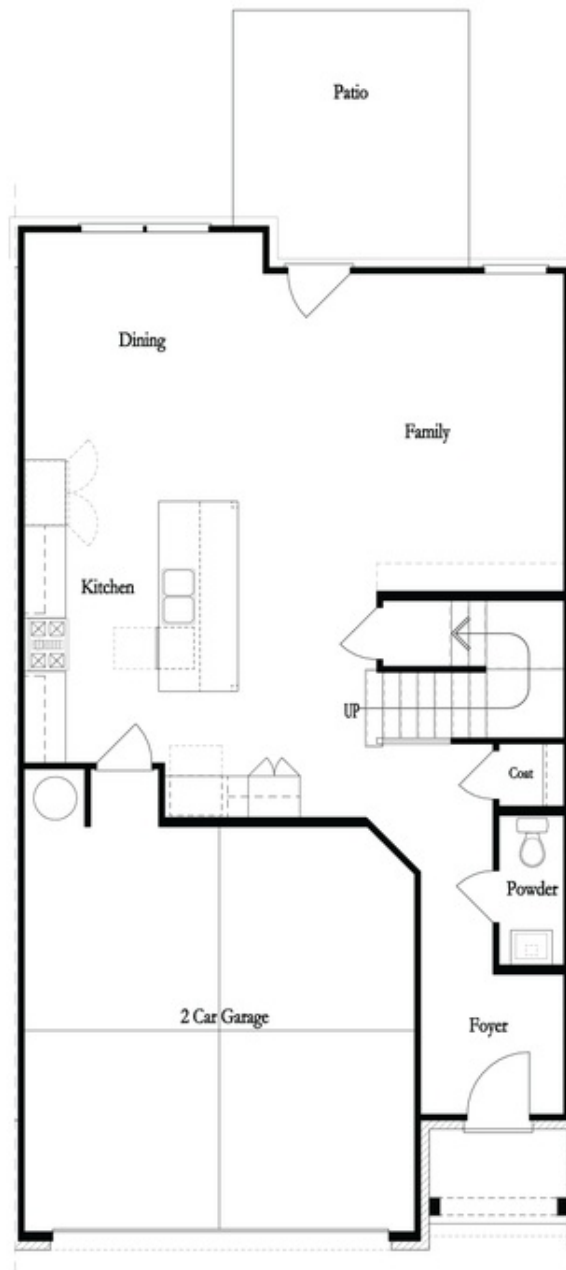 Patio
Dining
Family
Kitchen
UP
Coat
Powder
2 Car Garage
Foyer